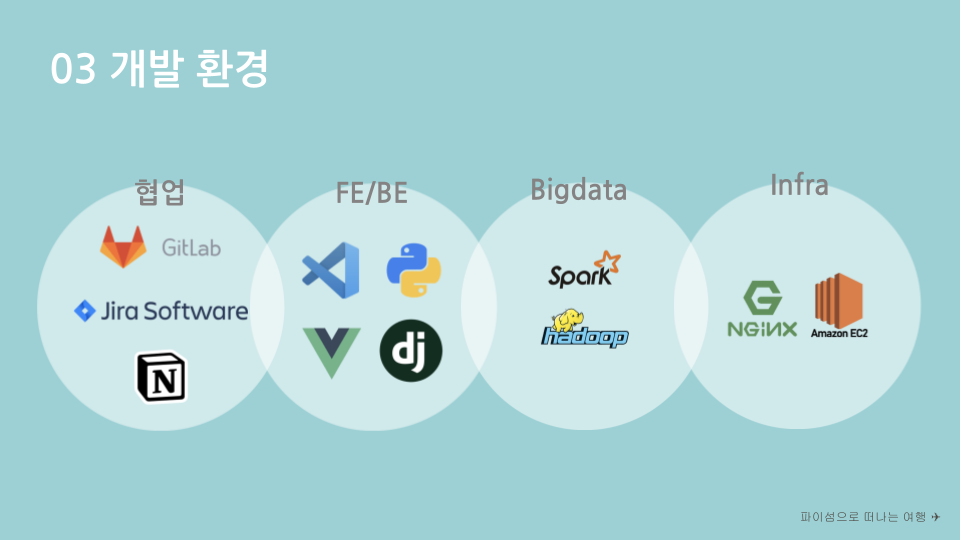 03 개발 환경
협업
GitLab
Jira Software
N
FE/BE
dj
Bigdata
Spark
hadoop
Infra
NGiNX
Amazon EC2
파이썸으로 떠나는 여행 ✈